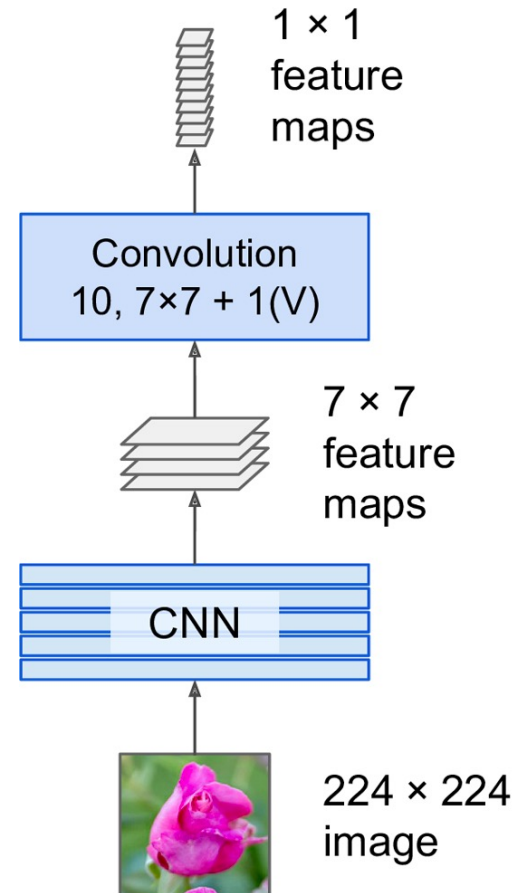 1 × 1
feature
maps
Convolution
10, 7×7 + 1(V)
7 × 7
feature
maps
CNN
224 × 224
image